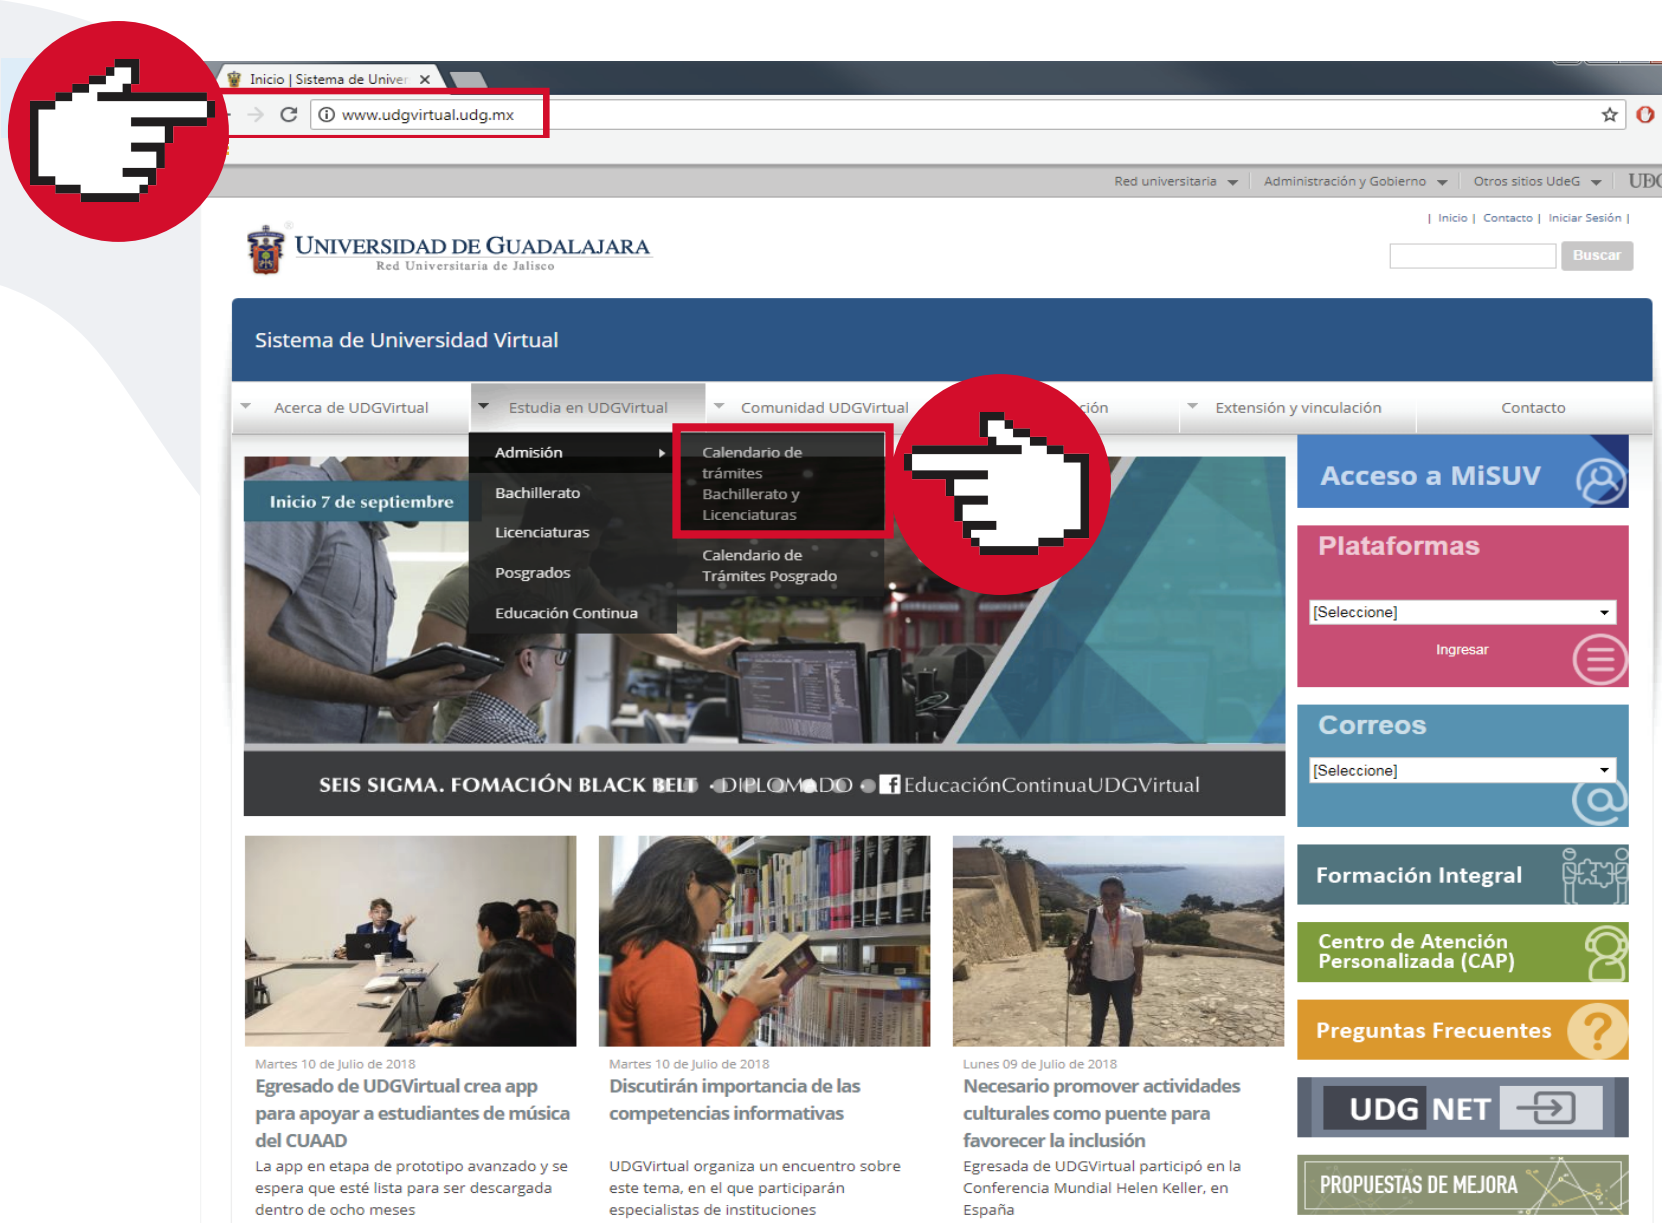 Inicio | Sistema de Univer
www.udgvirtual.udg.mx
Red universitaria
Administración y Gobierno
Otros sitios UdeG
| Inicio | Contacto | Iniciar Sesión |
UNIVERSIDAD DE GUADALAJARA
Red Universitaria de Jalisco
Buscar
Sistema de Universidad Virtual
Acerca de UDGVirtual
Estudia en UDGVirtual
Comunidad UDGVirtual
Extensión y vinculación
Contacto
Admisión
Bachillerato
Licenciaturas
Posgrados
Educación Continua
Calendario de
trámites
Bachillerato y
Licenciaturas
Calendario de
Trámites Posgrado
Inicio 7 de septiembre
SEIS SIGMA. FOMACIÓN BLACK BELT · DIPLOMADO · EducaciónContinuaUDGVirtual
Acceso a MiSUV
Plataformas
[Seleccione]
Ingresar
Correos
[Seleccione]
Formación Integral
Centro de Atención
Personalizada (CAP)
Preguntas Frecuentes
UDG NET
PROPUESTAS DE MEJORA
Martes 10 de Julio de 2018
Egresado de UDGVirtual crea app
para apoyar a estudiantes de música
del CUAAD
La app en etapa de prototipo avanzado y se
espera que esté lista para ser descargada
dentro de ocho meses
Martes 10 de Julio de 2018
Discutirán importancia de las
competencias informativas
UDGVirtual organiza un encuentro sobre
este tema, en el que participarán
especialistas de instituciones
Lunes 09 de Julio de 2018
Necesario promover actividades
culturales como puente para
favorecer la inclusión
Egresada de UDGVirtual participó en la
Conferencia Mundial Helen Keller, en
España